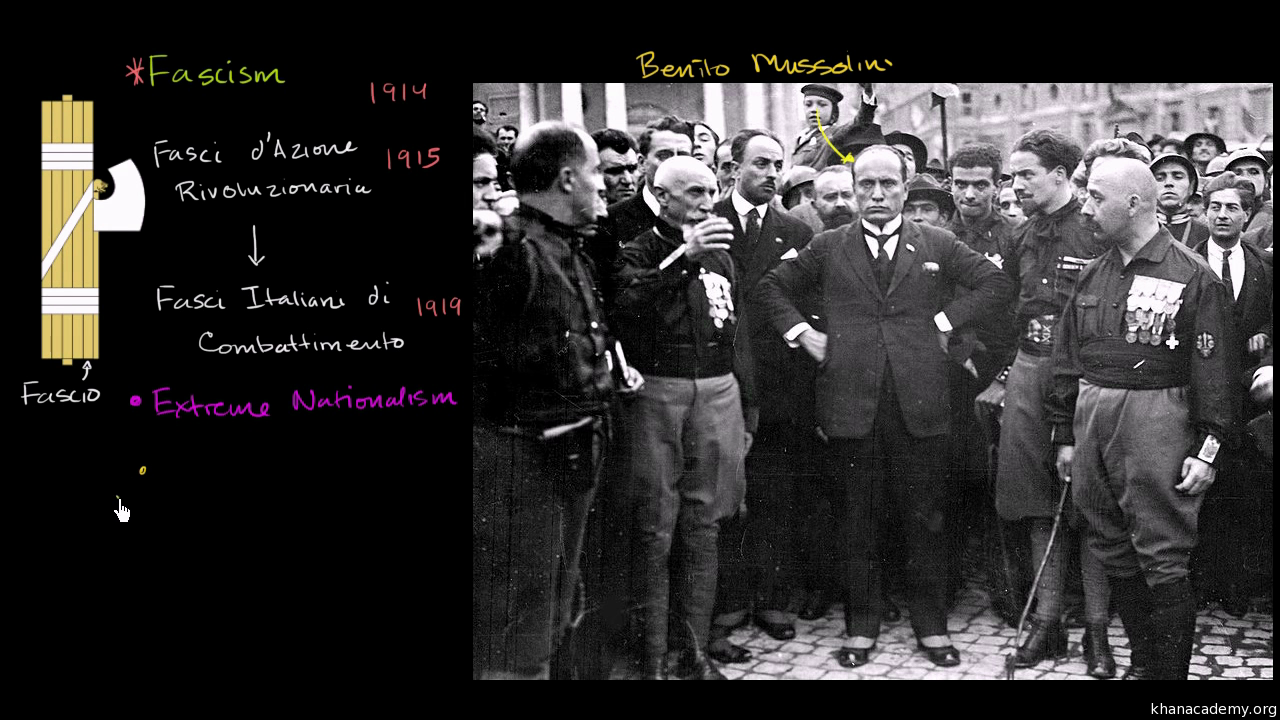 *Fascism
1914
Fasci d'Azione 1915
Rivoluzionaria
Fasci Italiani di 1919
Combattimento
Fascio
• Extreme Nationalism
Benito Mussolini
khanacademy.org